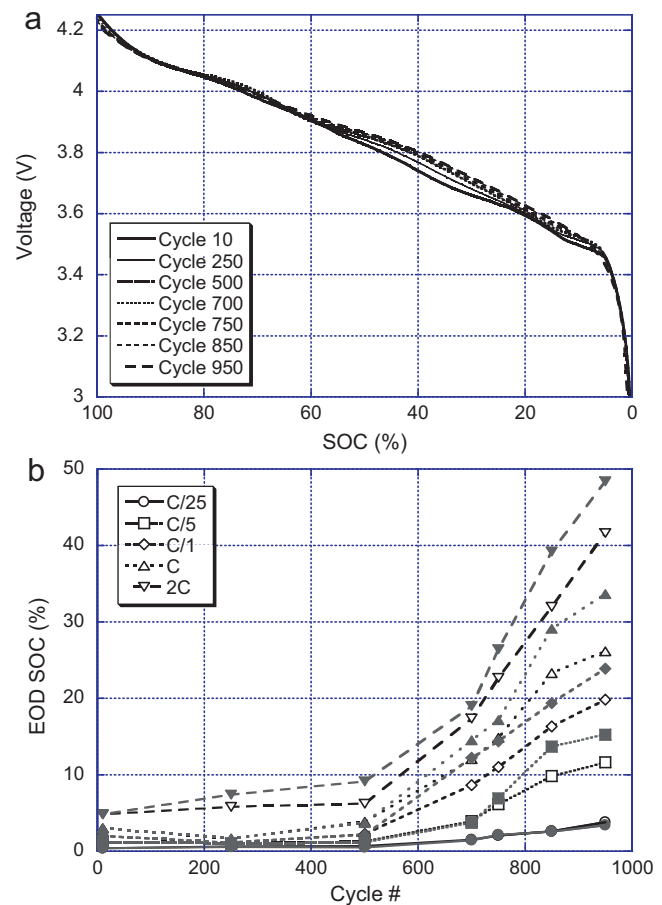 a
4.2
4
3.8
3.6
3.4
3.2
3
Voltage (V)
Cycle 10
Cycle 250
Cycle 500
Cycle 700
Cycle 750
Cycle 850
Cycle 950
100 80 60 40 20 0
SOC (%)
b
50
40
30
20
10
0
EOD SOC (%)
C/25
C/5
C/1
C
2C
0 200 400 600 800 1000
Cycle #